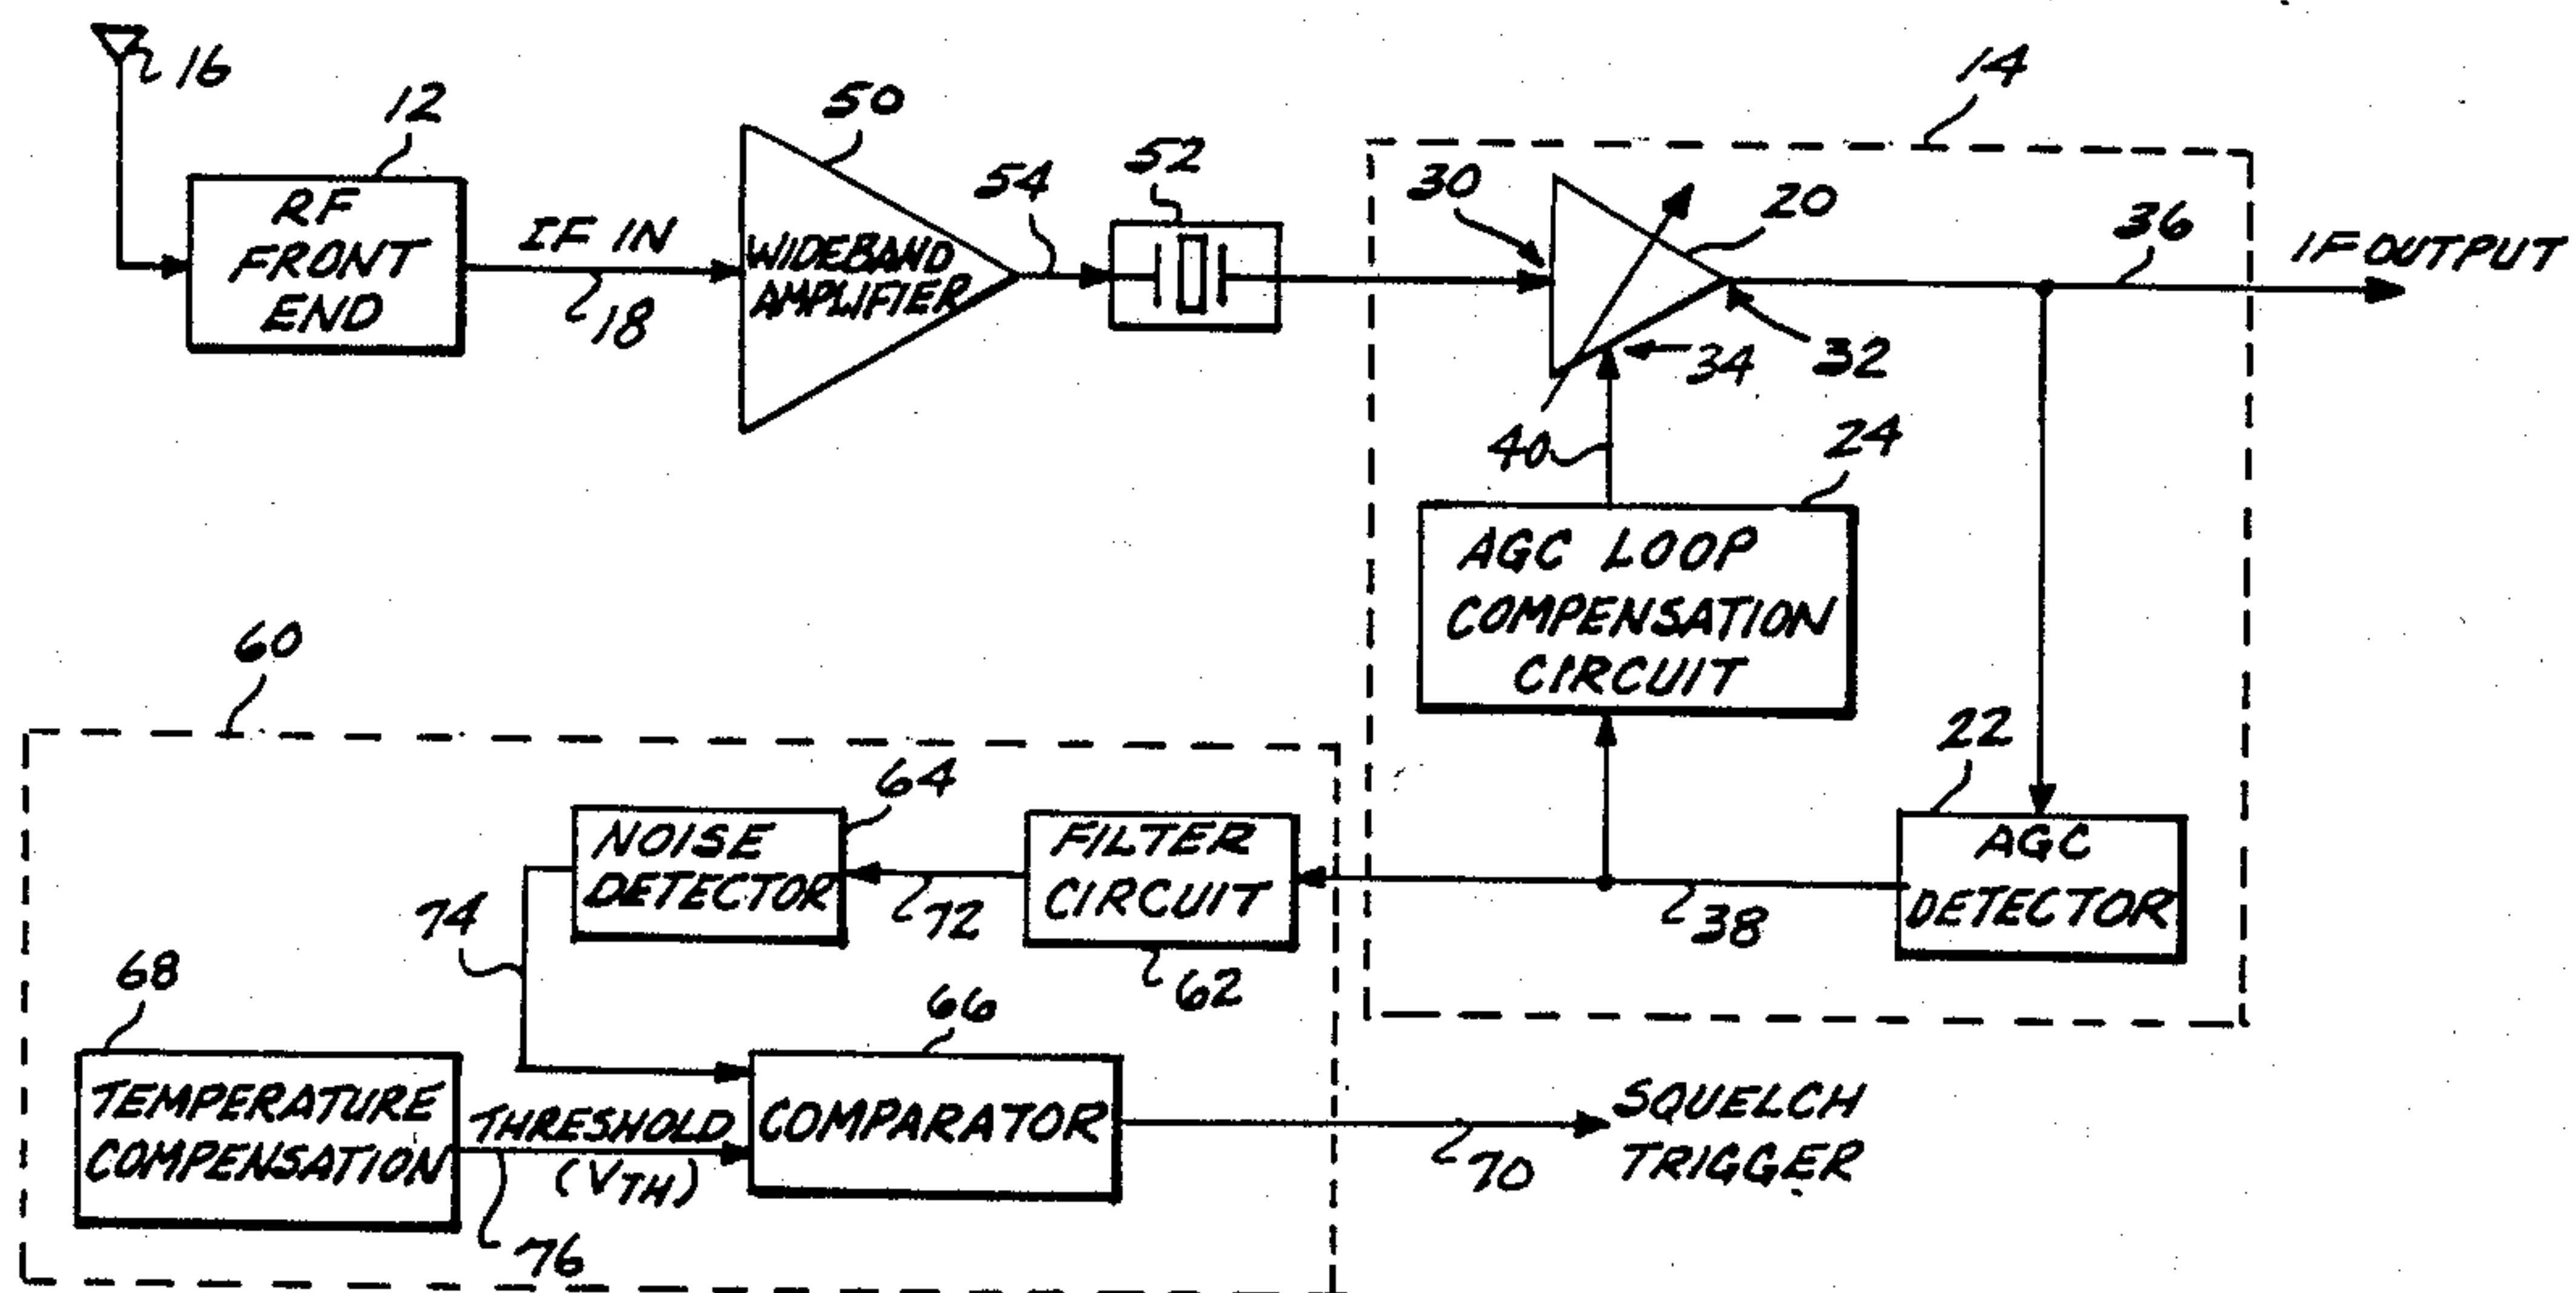 16
12
RF
FRONT
END
IF IN
18
50
WIDEBAND
AMPLIFIER
54
52
14
30
20
34
32
36
IF OUTPUT
40
24
AGC LOOP
COMPENSATION
CIRCUIT
22
AGC
DETECTOR
38
60
64
NOISE
DETECTOR
72
FILTER
CIRCUIT
62
74
68
TEMPERATURE
COMPENSATION
THRESHOLD
(VTH)
76
66
COMPARATOR
70
SQUELCH
TRIGGER